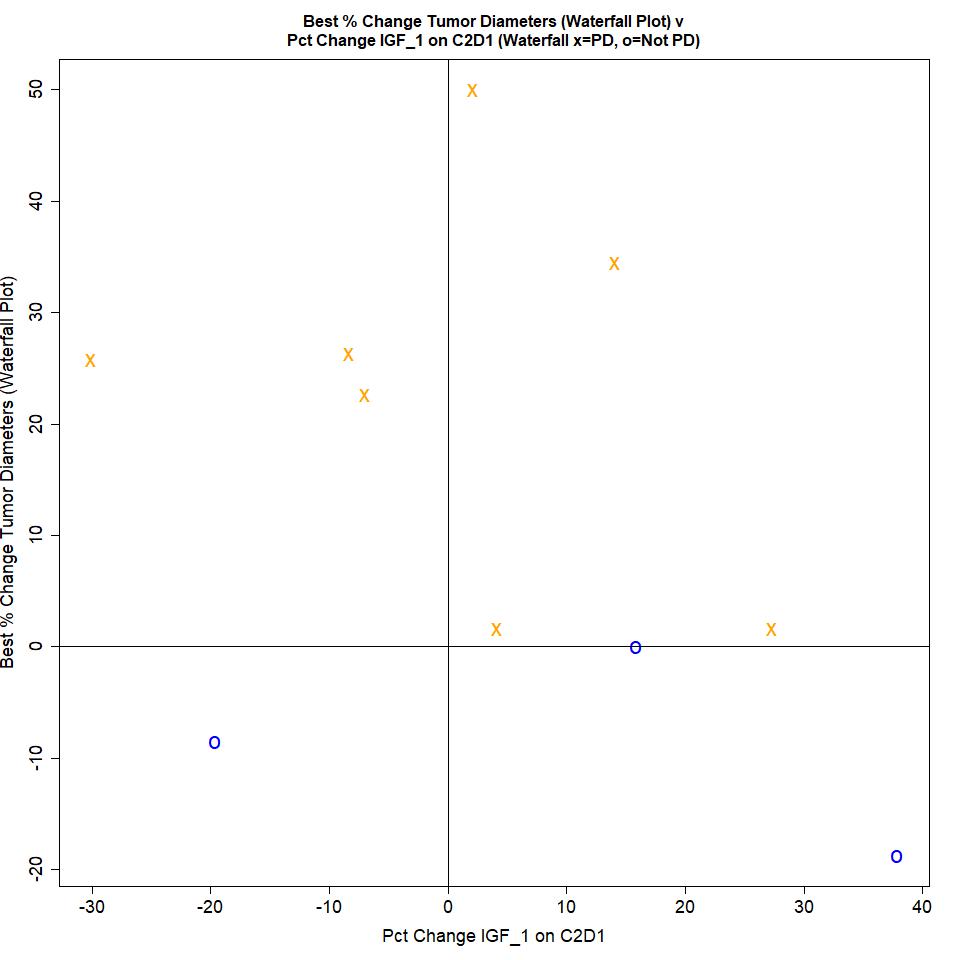 Best % Change Tumor Diameters (Waterfall Plot) v
Pct Change IGF_1 on C2D1 (Waterfall x=PD, o=Not PD)
Best % Change Tumor Diameters (Waterfall Plot)
50
40
30
20
10
0
-10
-20
X
X
X
X
X
X
X
O
O
O
-30
-20
-10
0
10
20
30
40
Pct Change IGF_1 on C2D1